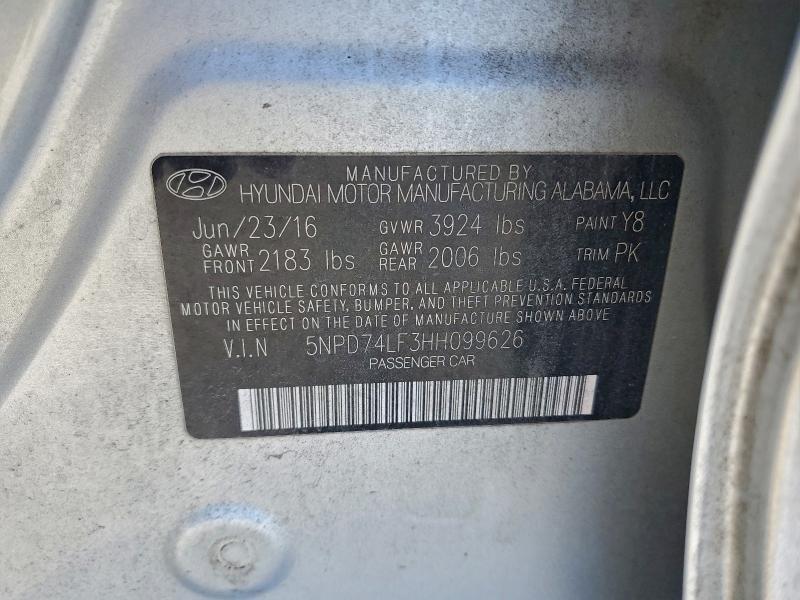 MANUFACTURED BY
HYUNDAI MOTOR MANUFACTURING ALABAMA, LLC
Jun/23/16 GVWR 3924 lbs PAINT Y8
GAWR FRONT 2183 lbs GAWR REAR 2006 lbs TRIM PK
THIS VEHICLE CONFORMS TO ALL APPLICABLE U.S.A. FEDERAL
MOTOR VEHICLE SAFETY, BUMPER, AND THEFT PREVENTION STANDARDS
IN EFFECT ON THE DATE OF MANUFACTURE SHOWN ABOVE.
V.I.N 5NPD74LF3HH099626
PASSENGER CAR